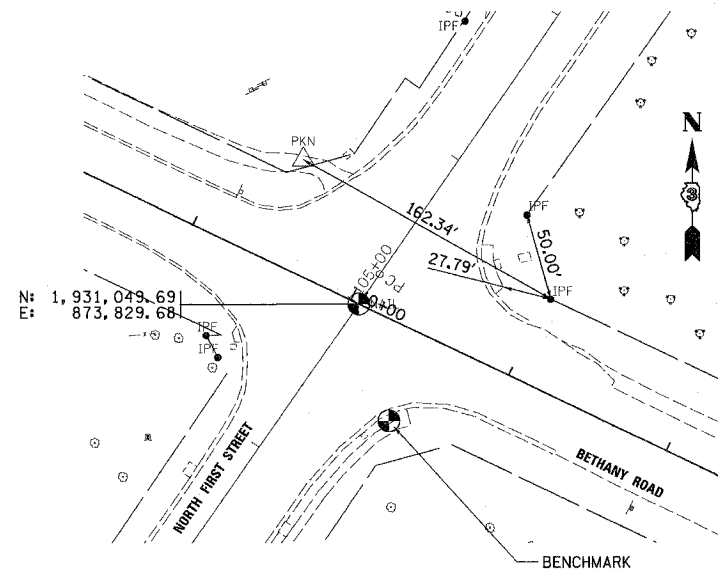 IPF
PKN
N
3
IPF
162.34'
50.00'
27.79'
105+00
IPF
N: 1,931,049.69
E: 873,829.68
IPF
IPF
NORTH FIRST STREET
BETHANY ROAD
BENCHMARK